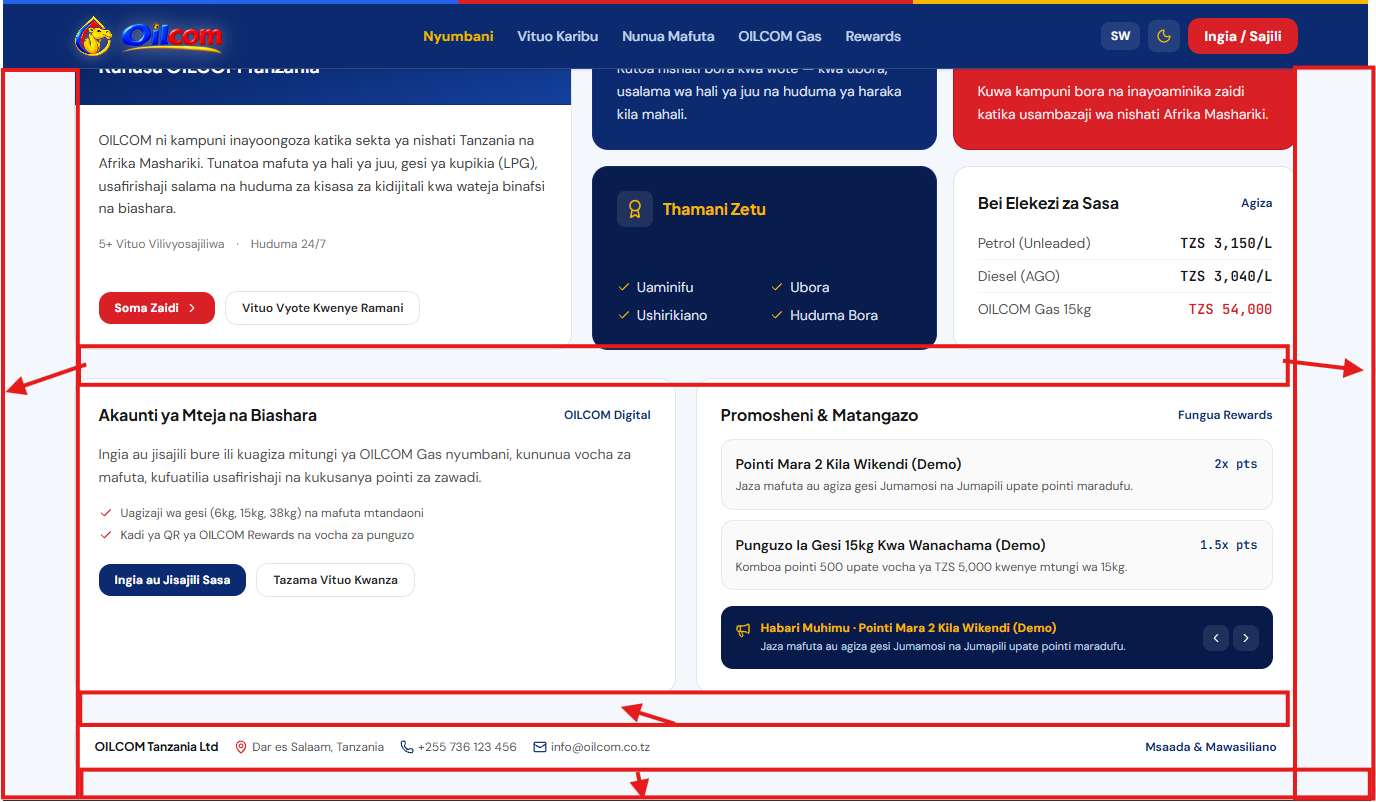 Oilcom
Nyumbani
Vituo Karibu
Nunua Mafuta
OILCOM Gas
Rewards
SW
Ingia / Sajili
Kuhusu OILCOM Tanzania
OILCOM ni kampuni inayoongoza katika sekta ya nishati Tanzania na
Afrika Mashariki. Tunatoa mafuta ya hali ya juu, gesi ya kupikia (LPG),
usafirishaji salama na huduma za kisasa za kidijitali kwa wateja binafsi
na biashara.
5+ Vituo Vilivyosajiliwa · Huduma 24/7
Soma Zaidi
Vituo Vyote Kwenye Ramani
Kutoa nishati bora kwa wote — kwa ubora,
usalama wa hali ya juu na huduma ya haraka
kila mahali.
Kuwa kampuni bora na inayoaminika zaidi
katika usambazaji wa nishati Afrika Mashariki.
Thamani Zetu
Uaminifu
Ubora
Ushirikiano
Huduma Bora
Bei Elekezi za Sasa
Agiza
Petrol (Unleaded) TZS 3,150/L
Diesel (AGO) TZS 3,040/L
OILCOM Gas 15kg TZS 54,000
Akaunti ya Mteja na Biashara
OILCOM Digital
Ingia au jisajili bure ili kuagiza mitungi ya OILCOM Gas nyumbani, kununua vocha za
mafuta, kufuatilia usafirishaji na kukusanya pointi za zawadi.
Uagizaji wa gesi (6kg, 15kg, 38kg) na mafuta mtandaoni
Kadi ya QR ya OILCOM Rewards na vocha za punguzo
Ingia au Jisajili Sasa
Tazama Vituo Kwanza
Promosheni & Matangazo
Fungua Rewards
Pointi Mara 2 Kila Wikendi (Demo)
2x pts
Jaza mafuta au agiza gesi Jumamosi na Jumapili upate pointi maradufu.
Punguzo la Gesi 15kg Kwa Wanachama (Demo)
1.5x pts
Komboa pointi 500 upate vocha ya TZS 5,000 kwenye mtungi wa 15kg.
Habari Muhimu · Pointi Mara 2 Kila Wikendi (Demo)
Jaza mafuta au agiza gesi Jumamosi na Jumapili upate pointi maradufu.
OILCOM Tanzania Ltd
Dar es Salaam, Tanzania
+255 736 123 456
info@oilcom.co.tz
Msaada & Mawasiliano